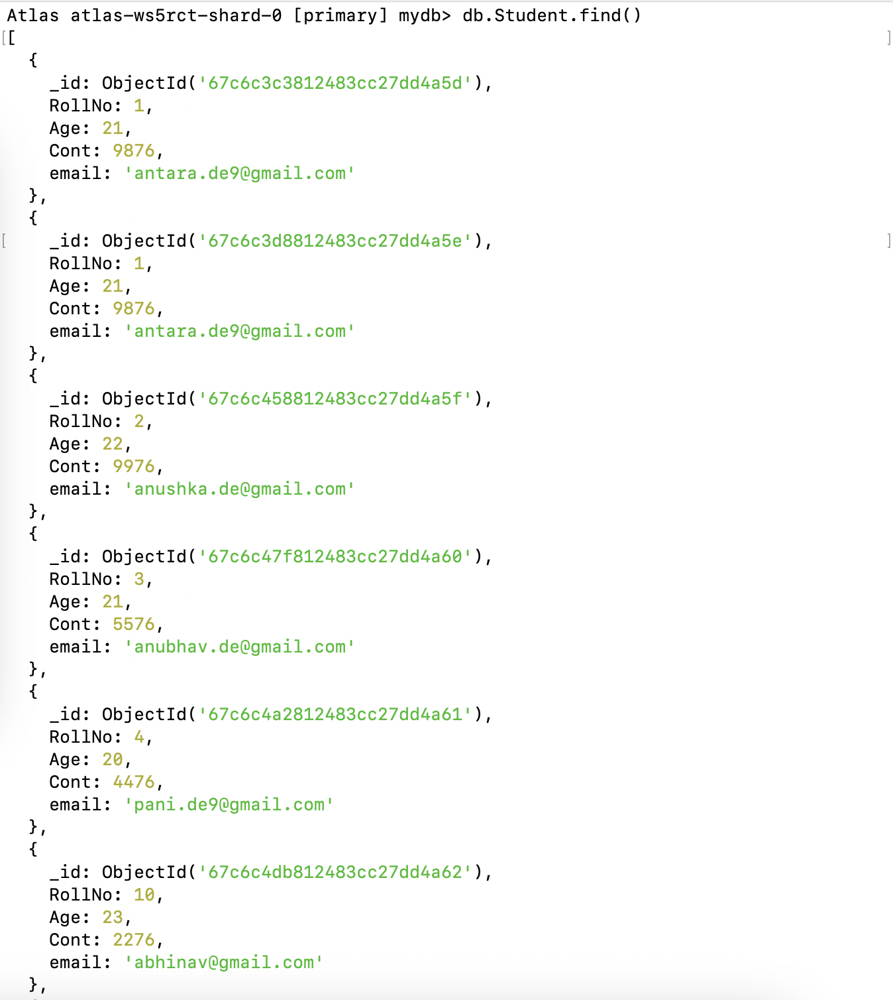 Atlas atlas-ws5rct-shard-0 [primary] mydb> db.Student.find()
[[ ]
{
_id: ObjectId('67c6c3c3812483cc27dd4a5d'),
RollNo: 1,
Age: 21,
Cont: 9876,
email: 'antara.de9@gmail.com'
},
{
[ _id: ObjectId('67c6c3d8812483cc27dd4a5e'), ]
RollNo: 1,
Age: 21,
Cont: 9876,
email: 'antara.de9@gmail.com'
},
{
_id: ObjectId('67c6c458812483cc27dd4a5f'),
RollNo: 2,
Age: 22,
Cont: 9976,
email: 'anushka.de@gmail.com'
},
{
_id: ObjectId('67c6c47f812483cc27dd4a60'),
RollNo: 3,
Age: 21,
Cont: 5576,
email: 'anubhav.de@gmail.com'
},
{
_id: ObjectId('67c6c4a2812483cc27dd4a61'),
RollNo: 4,
Age: 20,
Cont: 4476,
email: 'pani.de9@gmail.com'
},
{
_id: ObjectId('67c6c4db812483cc27dd4a62'),
RollNo: 10,
Age: 23,
Cont: 2276,
email: 'abhinav@gmail.com'
},